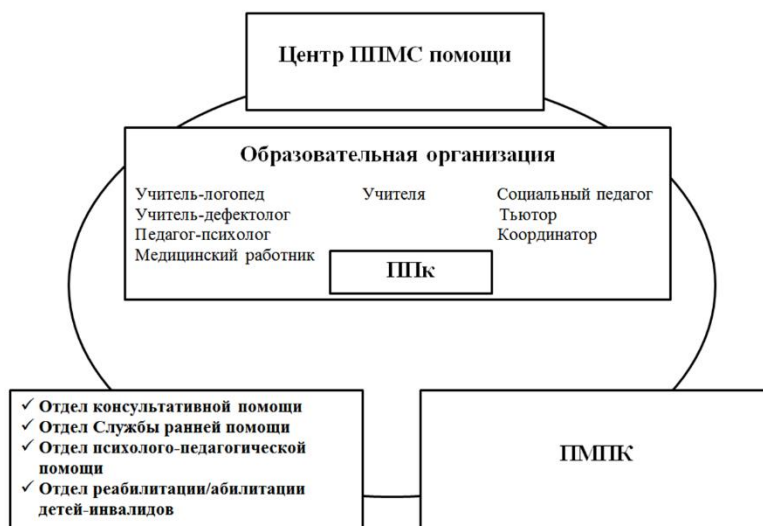 Центр ППМС помощи
Образовательная организация
Учитель-логопед
Учитель-дефектолог
Педагог-психолог
Медицинский работник
Учителя
Социальный педагог
Тьютор
Координатор
ППк
✓ Отдел консультативной помощи
✓ Отдел Службы ранней помощи
✓ Отдел психолого-педагогической
помощи
✓ Отдел реабилитации/абилитации
детей-инвалидов
ПМПК